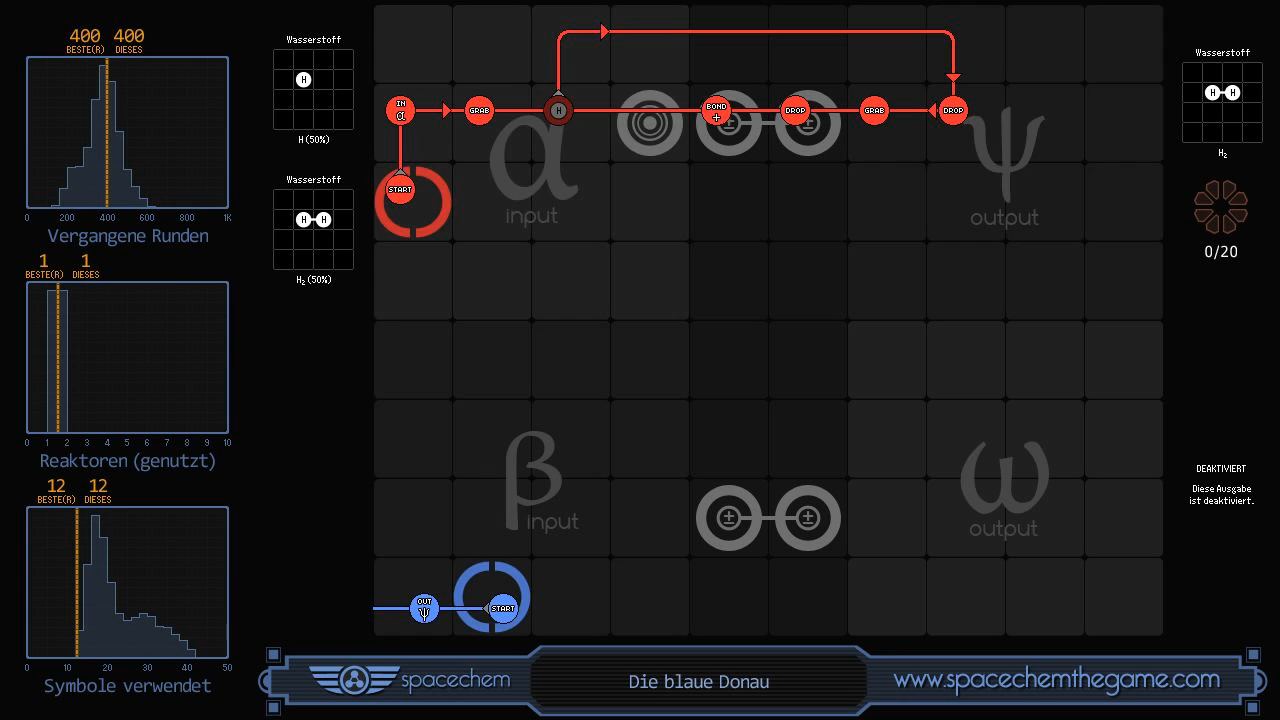 400 400
BESTE(R) DIESES
0 200 400 600 800 1K
Vergangene Runden
1 1
BESTE(R) DIESES
0 1 2 3 4 5 6 7 8 9 10
Reaktoren (genutzt)
12 12
BESTE(R) DIESES
0 10 20 30 40 50
Symbole verwendet
Wasserstoff
H
H (50%)
Wasserstoff
H H
H₂ (50%)
IN
α
GRAB
H
BOND
+
DROP
GRAB
DROP
START
α
input
ψ
output
β
input
ω
output
OUT
ψ
START
Wasserstoff
H H
H₂
0/20
DEAKTIVIERT
Diese Ausgabe
ist deaktiviert.
spacechem
Die blaue Donau
www.spacechemthegame.com